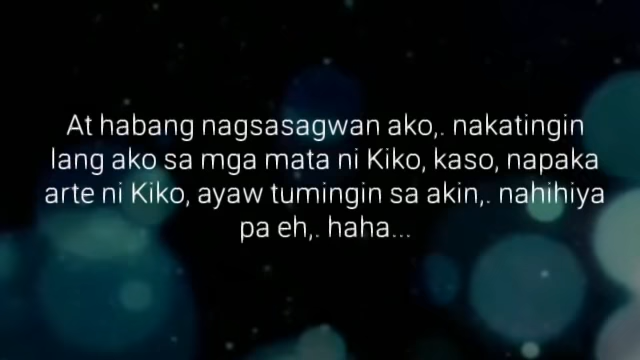 At habang nagsasagwan ako,. nakatingin
lang ako sa mga mata ni Kiko, kaso, napaka
arte ni Kiko, ayaw tumingin sa akin,. nahihiya
pa eh,. haha...